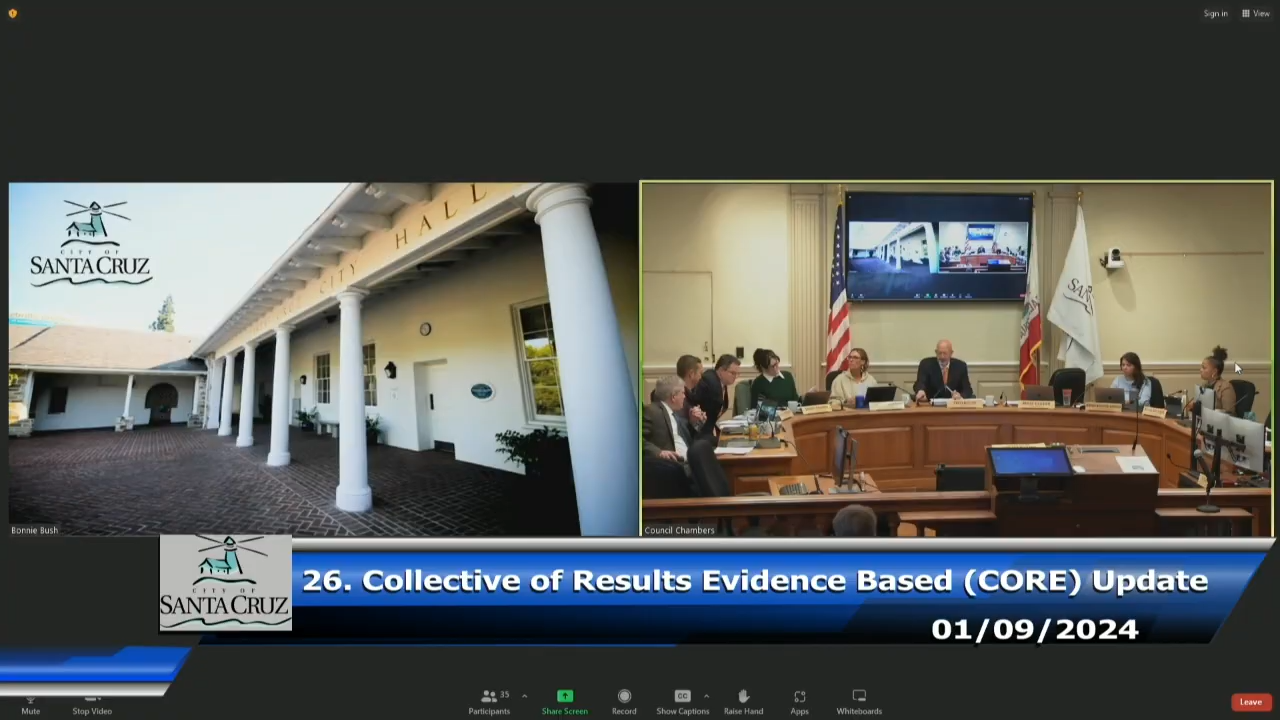 Sign in
View
CITY OF
SANTA CRUZ
CITY HALL
Bonnie Bush
Council Chambers
CITY OF
SANTA CRUZ
26. Collective of Results Evidence Based (CORE) Update
01/09/2024
Mute
Stop Video
Participants
35
Share Screen
CC
Show Captions
Record
Raise Hand
Apps
Whiteboards
Leave